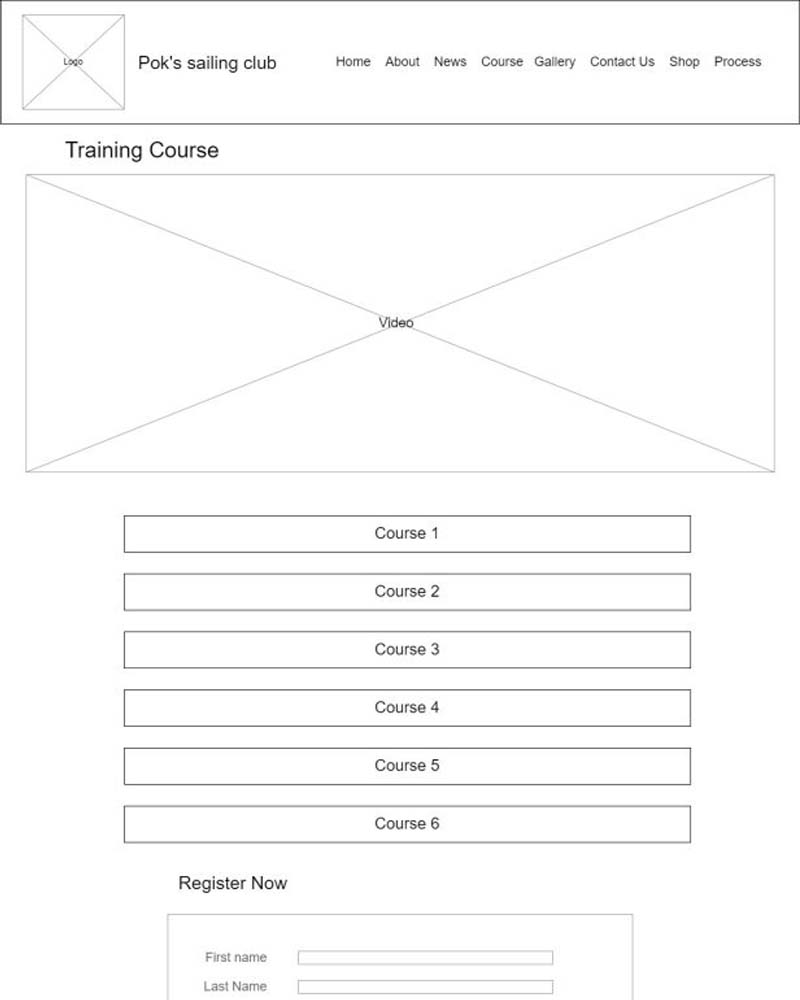 Logo
Pok's sailing club
Home About News Course Gallery Contact Us Shop Process
Training Course
Video
Course 1
Course 2
Course 3
Course 4
Course 5
Course 6
Register Now
First name
Last Name